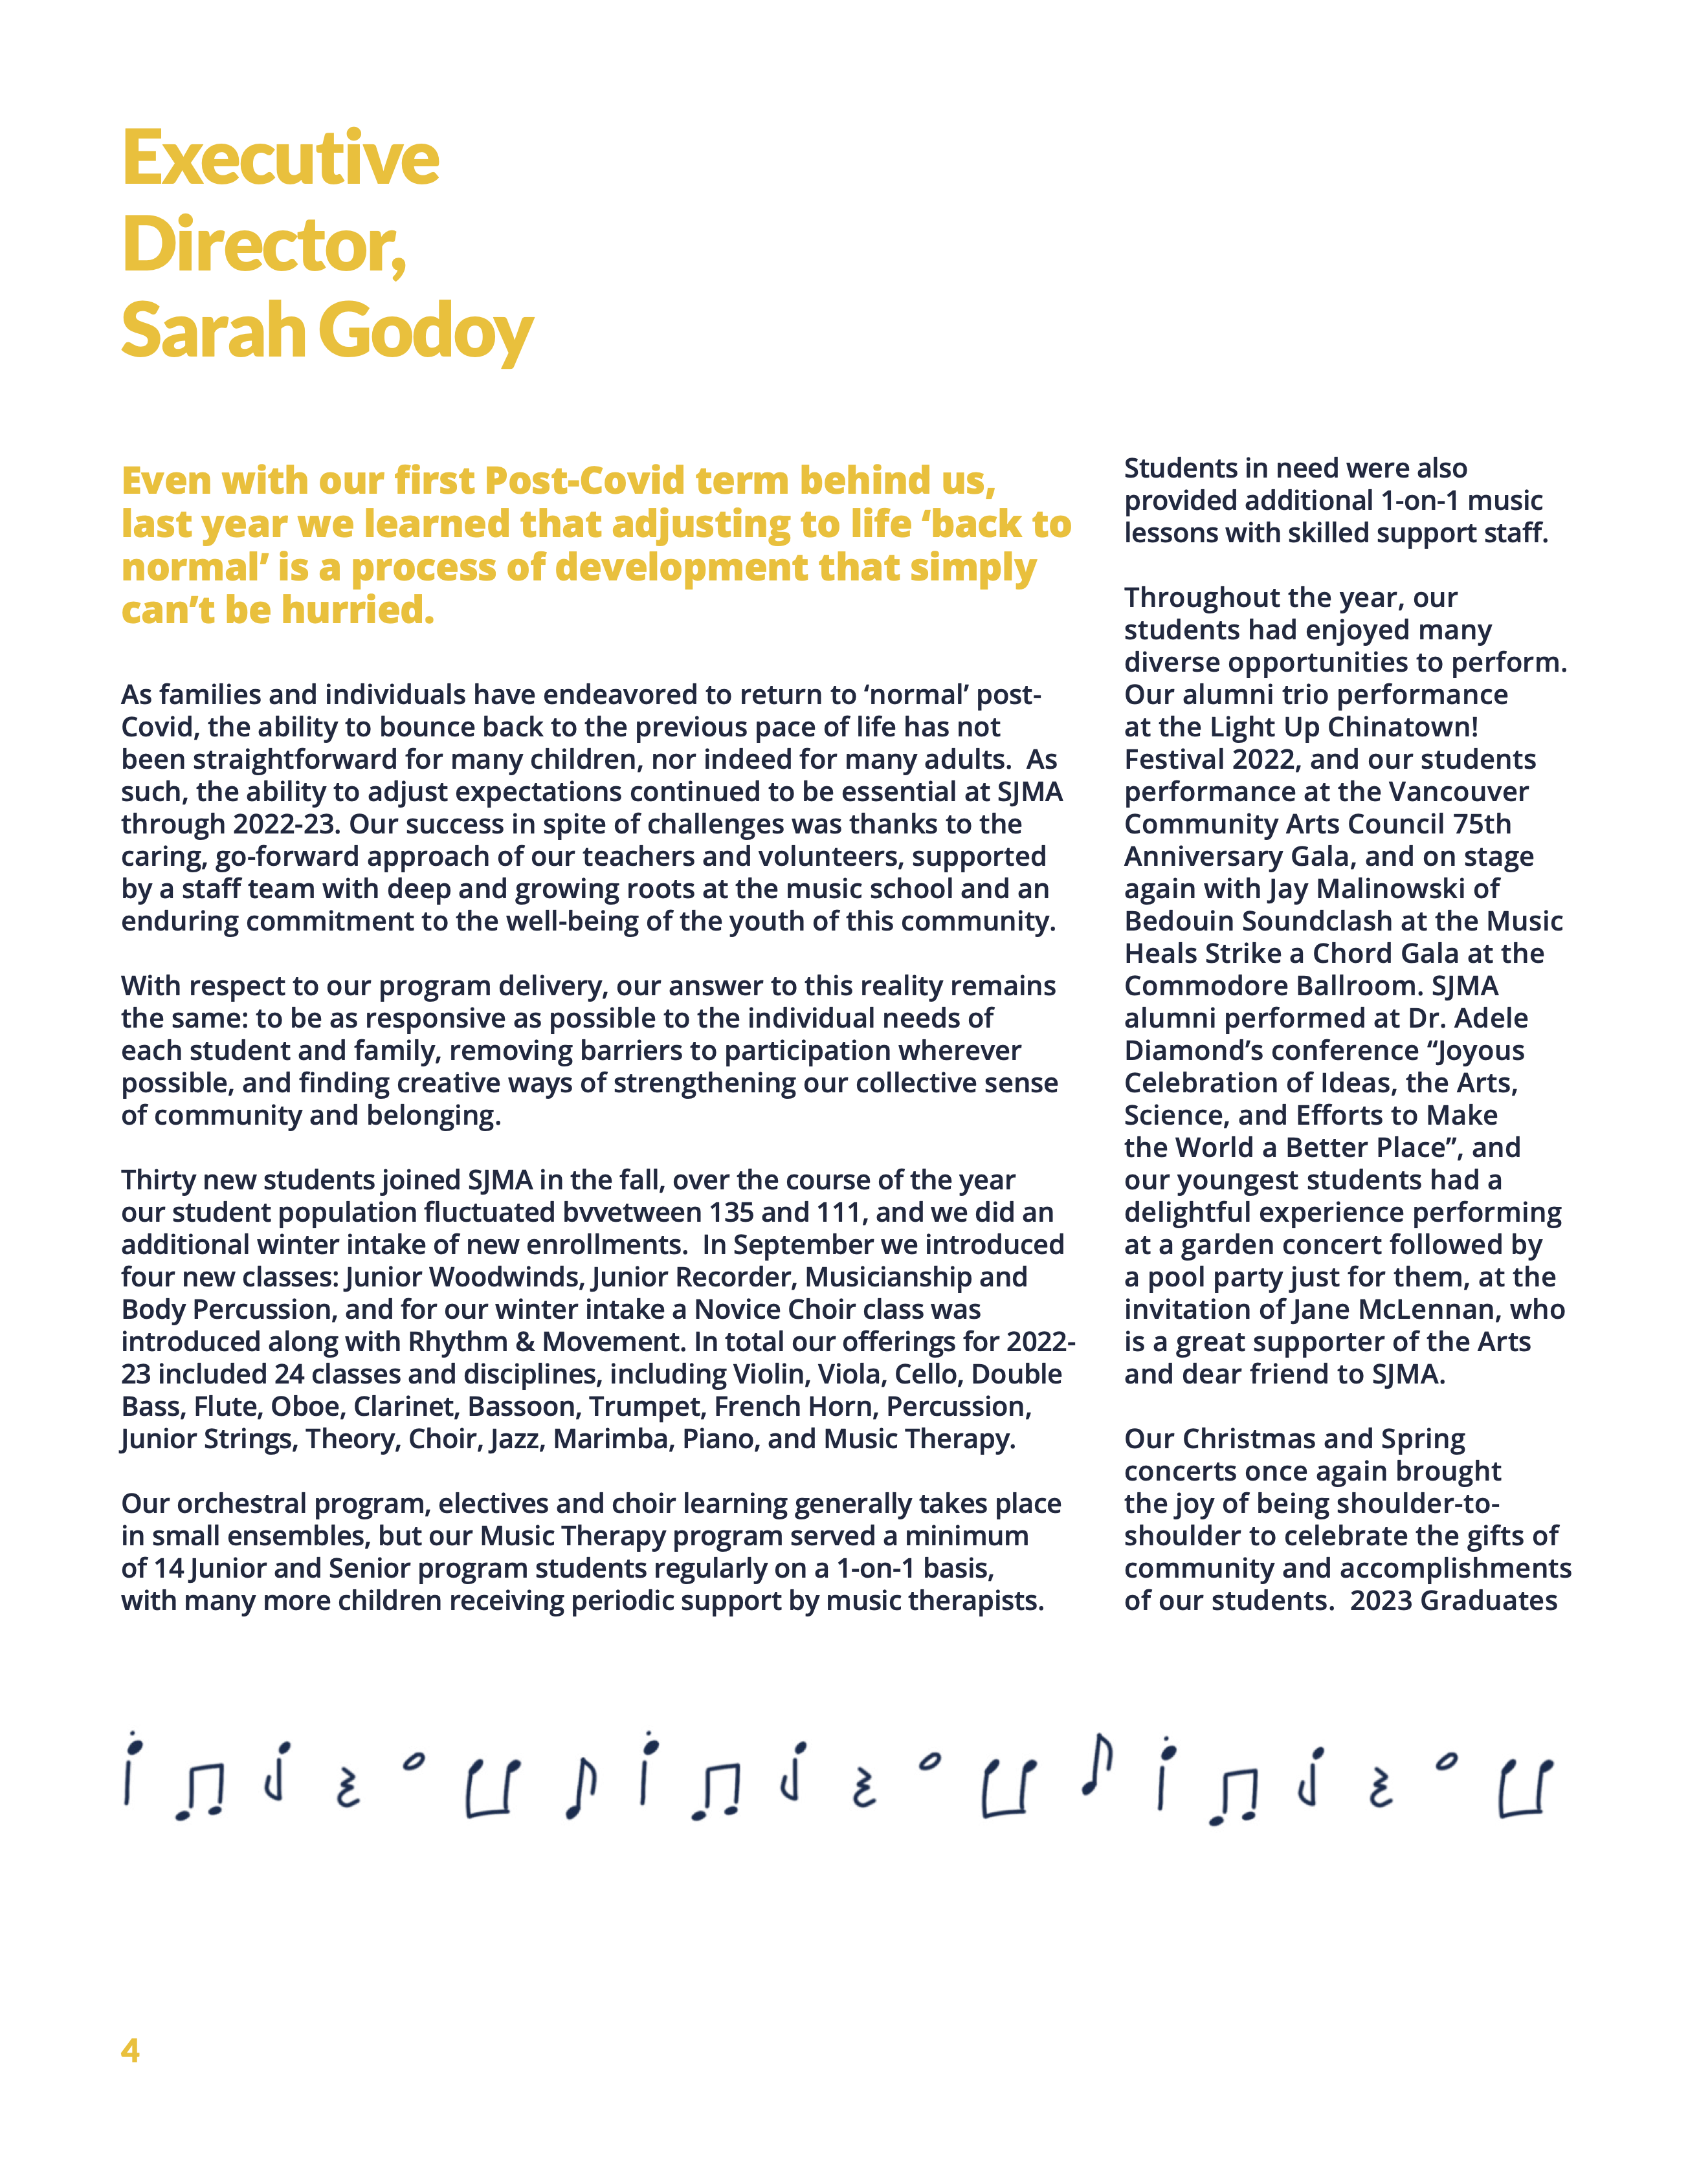 Executive
Director,
Sarah Godoy
Even with our first Post-Covid term behind us,
last year we learned that adjusting to life ‘back to
normal’ is a process of development that simply
can’t be hurried.
As families and individuals have endeavored to return to ‘normal’ post-
Covid, the ability to bounce back to the previous pace of life has not
been straightforward for many children, nor indeed for many adults.  As
such, the ability to adjust expectations continued to be essential at SJMA
through 2022-23. Our success in spite of challenges was thanks to the
caring, go-forward approach of our teachers and volunteers, supported
by a staff team with deep and growing roots at the music school and an
enduring commitment to the well-being of the youth of this community.
With respect to our program delivery, our answer to this reality remains
the same: to be as responsive as possible to the individual needs of
each student and family, removing barriers to participation wherever
possible, and finding creative ways of strengthening our collective sense
of community and belonging.
Thirty new students joined SJMA in the fall, over the course of the year
our student population fluctuated bvvetween 135 and 111, and we did an
additional winter intake of new enrollments.  In September we introduced
four new classes: Junior Woodwinds, Junior Recorder, Musicianship and
Body Percussion, and for our winter intake a Novice Choir class was
introduced along with Rhythm & Movement. In total our offerings for 2022-
23 included 24 classes and disciplines, including Violin, Viola, Cello, Double
Bass, Flute, Oboe, Clarinet, Bassoon, Trumpet, French Horn, Percussion,
Junior Strings, Theory, Choir, Jazz, Marimba, Piano, and Music Therapy.
Our orchestral program, electives and choir learning generally takes place
in small ensembles, but our Music Therapy program served a minimum
of 14 Junior and Senior program students regularly on a 1-on-1 basis,
with many more children receiving periodic support by music therapists.
Students in need were also
provided additional 1-on-1 music
lessons with skilled support staff.
Throughout the year, our
students had enjoyed many
diverse opportunities to perform.
Our alumni trio performance
at the Light Up Chinatown!
Festival 2022, and our students
performance at the Vancouver
Community Arts Council 75th
Anniversary Gala, and on stage
again with Jay Malinowski of
Bedouin Soundclash at the Music
Heals Strike a Chord Gala at the
Commodore Ballroom. SJMA
alumni performed at Dr. Adele
Diamond’s conference “Joyous
Celebration of Ideas, the Arts,
Science, and Efforts to Make
the World a Better Place”, and
our youngest students had a
delightful experience performing
at a garden concert followed by
a pool party just for them, at the
invitation of Jane McLennan, who
is a great supporter of the Arts
and dear friend to SJMA.
Our Christmas and Spring
concerts once again brought
the joy of being shoulder-to-
shoulder to celebrate the gifts of
community and accomplishments
of our students.  2023 Graduates
4